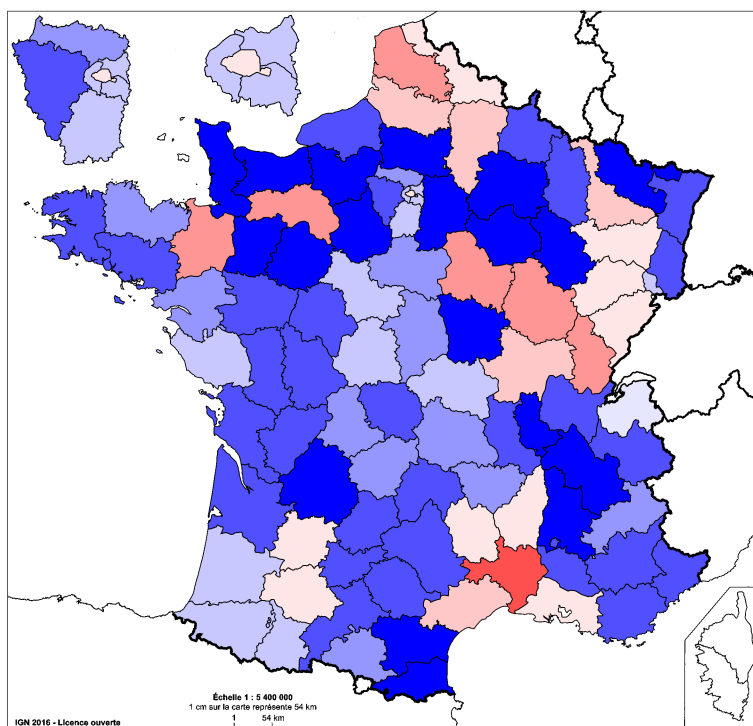 Échelle 1 : 5 400 000
1 cm sur la carte représente 54 km
1 54 km
IGN 2016 - Licence ouverte